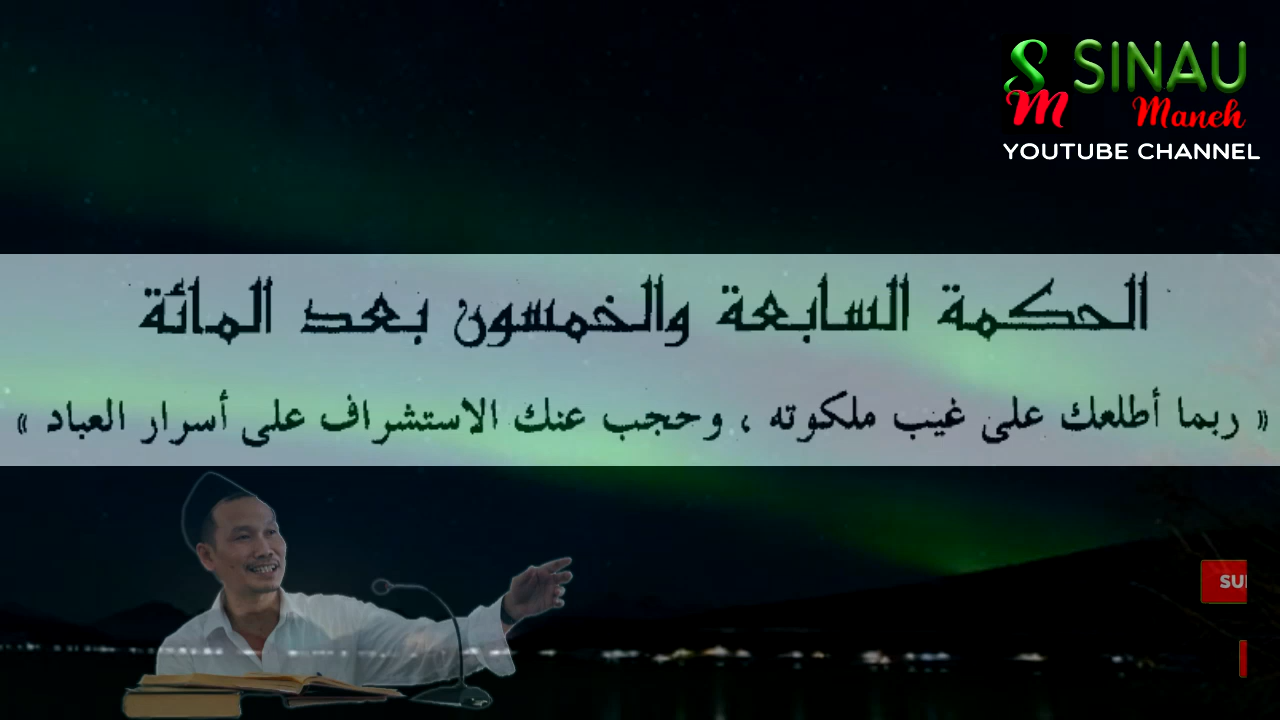 SINAU
Maneh
YOUTUBE CHANNEL
الحكمة السابعة والخمسون بعد المائة
« ربما أطلعك على غيب ملكوته ، وحجب عنك الاستشراف على أسرار العباد »
SU